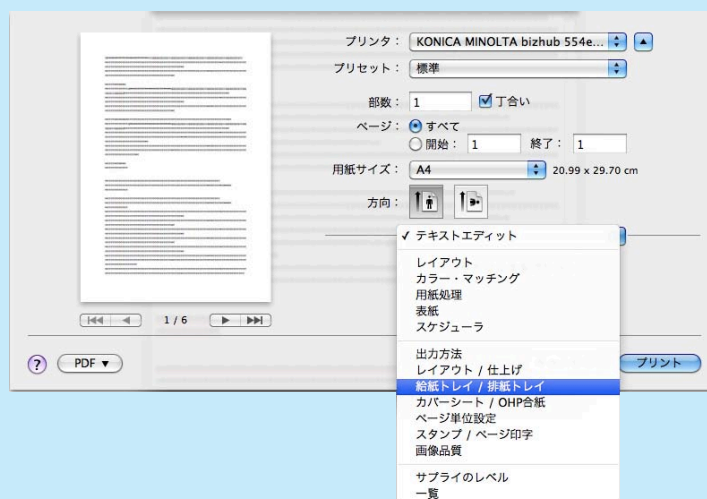 プリンタ： KONICA MINOLTA bizhub 554e...
プリセット： 標準
部数： 1 丁合い
ページ： すべて
開始： 1 終了： 1
用紙サイズ： A4 20.99 x 29.70 cm
方向：
✓ テキストエディット
レイアウト
カラー・マッチング
用紙処理
表紙
スケジューラ
1 / 6
出力方法
レイアウト / 仕上げ
? PDF ▼ プリント
給紙トレイ / 排紙トレイ
カバーシート / OHP合紙
ページ単位設定
スタンプ / ページ印字
画像品質
サプライのレベル
一覧